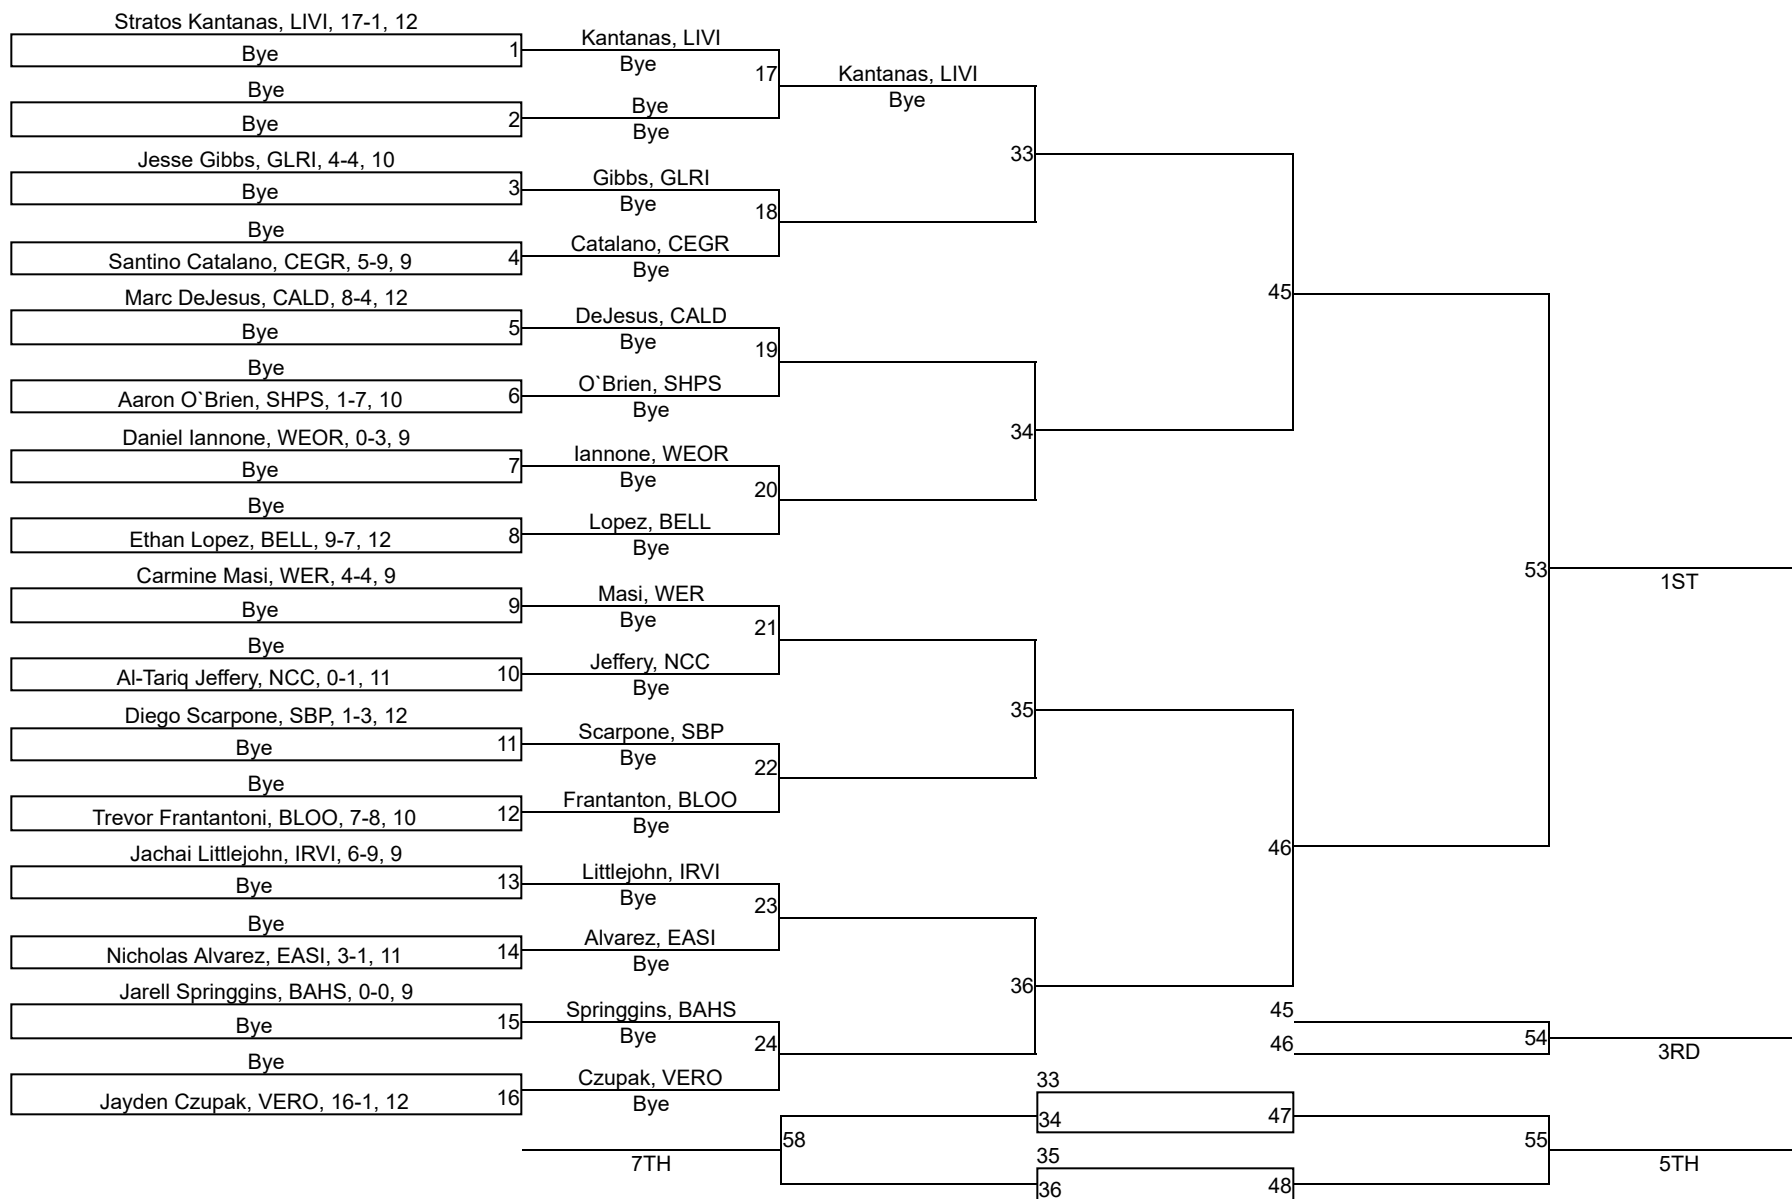 Stratos Kantanas, LIVI, 17-1, 12
Bye
1
Bye
Bye
2
Jesse Gibbs, GLRI, 4-4, 10
Bye
3
Bye
Santino Catalano, CEGR, 5-9, 9
4
Marc DeJesus, CALD, 8-4, 12
Bye
5
Bye
Aaron O`Brien, SHPS, 1-7, 10
6
Daniel Iannone, WEOR, 0-3, 9
Bye
7
Bye
Ethan Lopez, BELL, 9-7, 12
8
Carmine Masi, WER, 4-4, 9
Bye
9
Bye
Al-Tariq Jeffery, NCC, 0-1, 11
10
Diego Scarpone, SBP, 1-3, 12
Bye
11
Bye
Trevor Frantantoni, BLOO, 7-8, 10
12
Jachai Littlejohn, IRVI, 6-9, 9
Bye
13
Bye
Nicholas Alvarez, EASI, 3-1, 11
14
Jarell Springgins, BAHS, 0-0, 9
Bye
15
Bye
Jayden Czupak, VERO, 16-1, 12
16
Kantanas, LIVI
Bye
17
Bye
Bye
Gibbs, GLRI
Bye
18
Catalano, CEGR
Bye
DeJesus, CALD
Bye
19
O`Brien, SHPS
Bye
Iannone, WEOR
Bye
20
Lopez, BELL
Bye
Masi, WER
Bye
21
Jeffery, NCC
Bye
Scarpone, SBP
Bye
22
Frantanton, BLOO
Bye
Littlejohn, IRVI
Bye
23
Alvarez, EASI
Bye
Springgins, BAHS
Bye
24
Czupak, VERO
Bye
Kantanas, LIVI
Bye
33
34
35
36
45
46
53
1ST
45
46
54
3RD
33
34
47
35
36
48
55
5TH
58
7TH